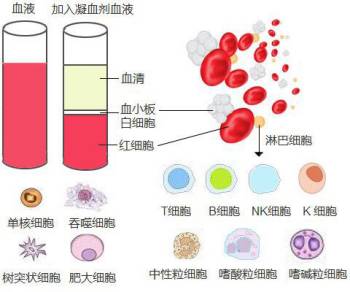 血液
加入凝血剂血液
血清
血小板
白细胞
红细胞
淋巴细胞
T细胞
B细胞
NK细胞
K 细胞
单核细胞
吞噬细胞
树突状细胞
肥大细胞
中性粒细胞
嗜酸粒细胞
嗜碱粒细胞